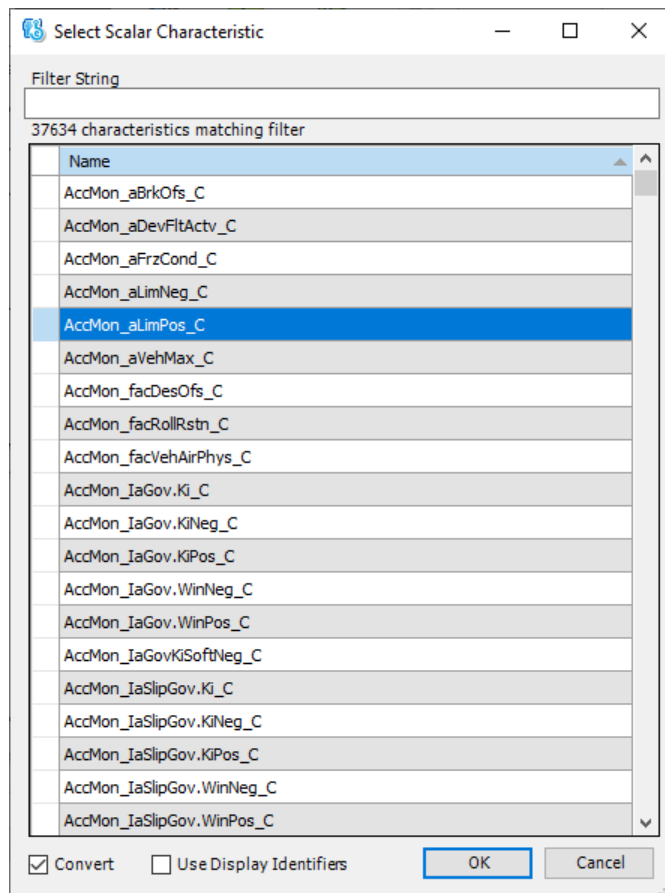 Select Scalar Characteristic
Filter String
37634 characteristics matching filter
Name
AccMon_aBrkOfs_C
AccMon_aDevFltActv_C
AccMon_aFrzCond_C
AccMon_aLimNeg_C
AccMon_aLimPos_C
AccMon_aVehMax_C
AccMon_facDesOfs_C
AccMon_facRollRstn_C
AccMon_facVehAirPhys_C
AccMon_IaGov.Ki_C
AccMon_IaGov.KiNeg_C
AccMon_IaGov.KiPos_C
AccMon_IaGov.WinNeg_C
AccMon_IaGov.WinPos_C
AccMon_IaGovKiSoftNeg_C
AccMon_IaSlipGov.Ki_C
AccMon_IaSlipGov.KiNeg_C
AccMon_IaSlipGov.KiPos_C
AccMon_IaSlipGov.WinNeg_C
AccMon_IaSlipGov.WinPos_C
Convert Use Display Identifiers OK Cancel